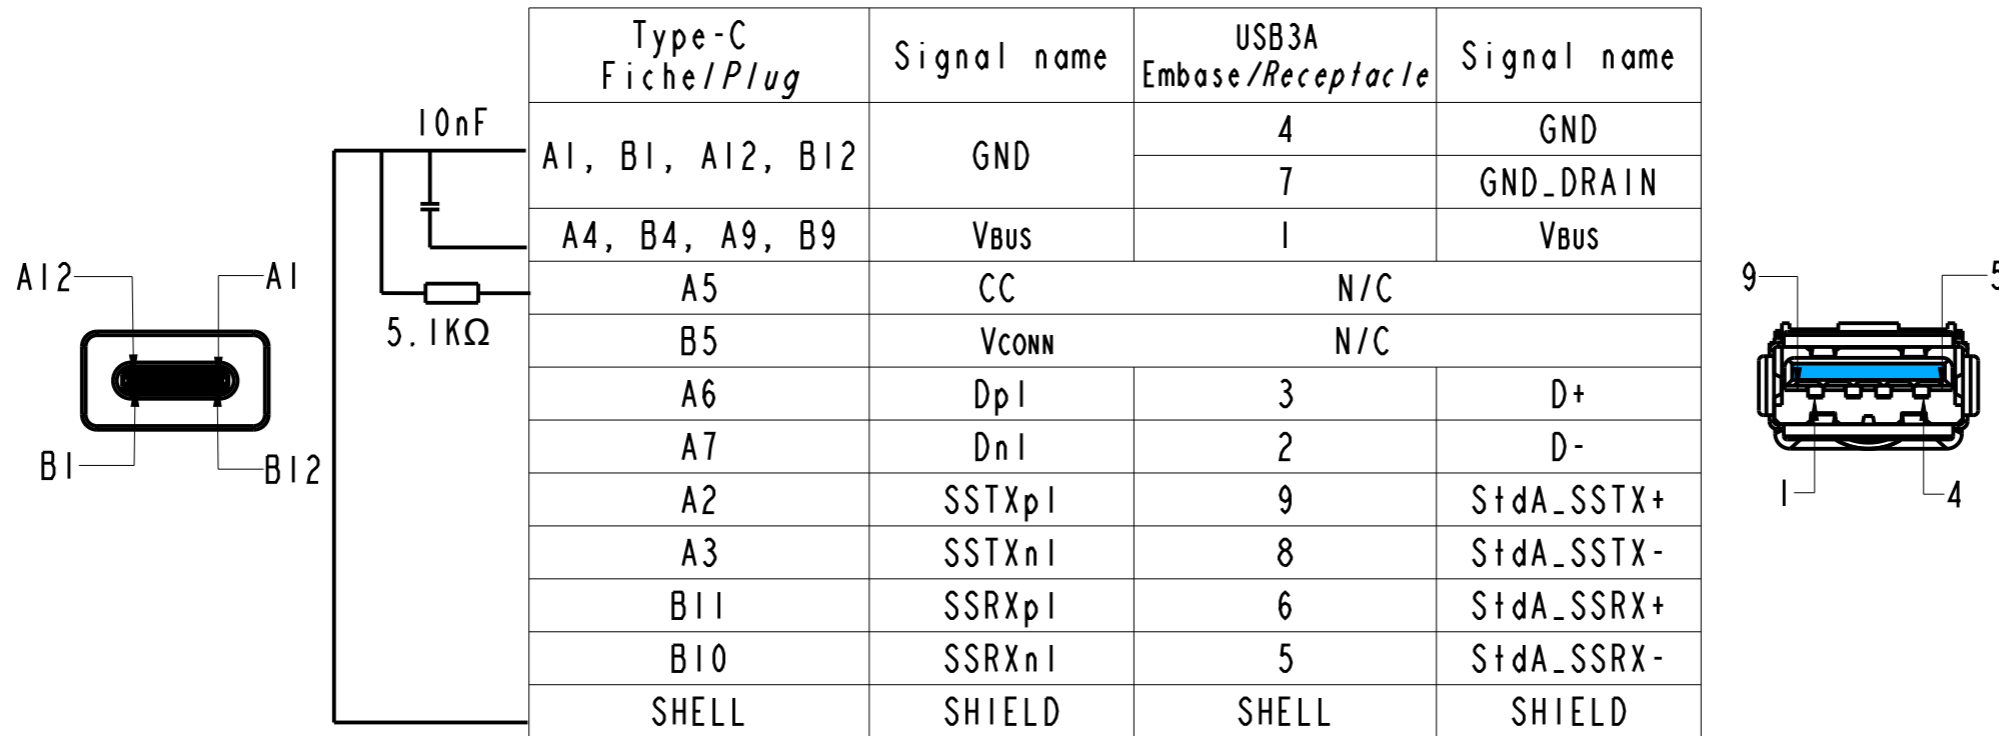 Type-C Fiche/Plug Signal name USB3A Embase/Receptacle Signal name
10nF
A1, B1, A12, B12 GND 4 GND
7 GND_DRAIN
A4, B4, A9, B9 VBUS 1 VBUS
A12 A1 A5 CC N/C 9 5
5.1KΩ B5 VCONN N/C
A6 Dp1 3 D+
A7 Dn1 2 D-
B1 B12 A2 SSTXp1 9 StdA_SSTX+ 1 4
A3 SSTXn1 8 StdA_SSTX-
B11 SSRXp1 6 StdA_SSRX+
B10 SSRXn1 5 StdA_SSRX-
SHELL SHIELD SHELL SHIELD